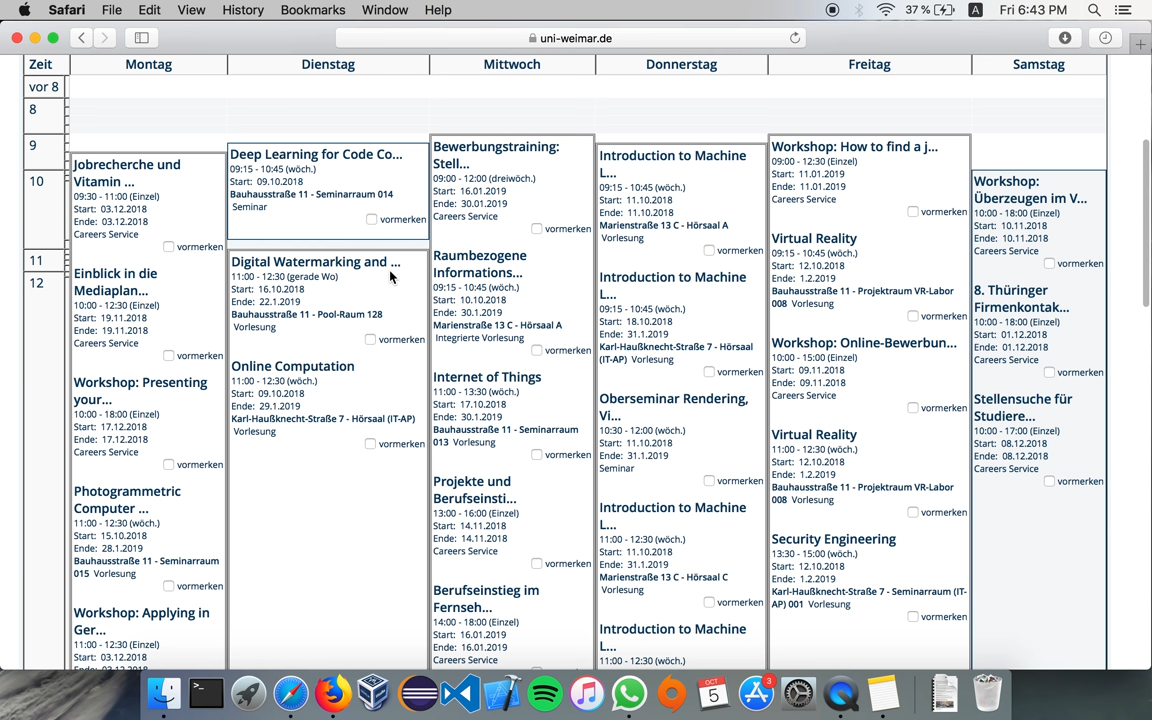 Safari File Edit View History Bookmarks Window Help 37 % A Fri 6:43 PM
uni-weimar.de
Zeit Montag Dienstag Mittwoch Donnerstag Freitag Samstag
vor 8
8
9
10
11
12
Jobrecherche und
Vitamin ...
09:30 - 11:00 (Einzel)
Start: 03.12.2018
Ende: 03.12.2018
Careers Service
vormerken
Einblick in die
Mediaplan...
10:00 - 12:30 (Einzel)
Start: 19.11.2018
Ende: 19.11.2018
Careers Service
vormerken
Workshop: Presenting
your...
10:00 - 18:00 (Einzel)
Start: 17.12.2018
Ende: 17.12.2018
Careers Service
vormerken
Photogrammetric
Computer ...
11:00 - 12:30 (wöch.)
Start: 15.10.2018
Ende: 28.1.2019
Bauhausstraße 11 - Seminarraum
015 Vorlesung
vormerken
Workshop: Applying in
Ger...
11:00 - 12:30 (Einzel)
Start: 03.12.2018
Ende: 03.12.2018
Deep Learning for Code Co...
09:15 - 10:45 (wöch.)
Start: 09.10.2018
Bauhausstraße 11 - Seminarraum 014
Seminar
vormerken
Digital Watermarking and ...
11:00 - 12:30 (gerade Wo)
Start: 16.10.2018
Ende: 22.1.2019
Bauhausstraße 11 - Pool-Raum 128
Vorlesung
vormerken
Online Computation
11:00 - 12:30 (wöch.)
Start: 09.10.2018
Ende: 29.1.2019
Karl-Haußknecht-Straße 7 - Hörsaal (IT-AP)
Vorlesung
vormerken
Bewerbungstraining:
Stell...
09:00 - 12:00 (dreiwöch.)
Start: 16.01.2019
Ende: 30.01.2019
Careers Service
vormerken
Raumbezogene
Informations...
09:15 - 10:45 (wöch.)
Start: 10.10.2018
Ende: 30.1.2019
Marienstraße 13 C - Hörsaal A
Integrierte Vorlesung
vormerken
Internet of Things
11:00 - 13:30 (wöch.)
Start: 17.10.2018
Ende: 30.1.2019
Bauhausstraße 11 - Seminarraum
013 Vorlesung
vormerken
Projekte und
Berufseinsti...
13:00 - 16:00 (Einzel)
Start: 14.11.2018
Ende: 14.11.2018
Careers Service
vormerken
Berufseinstieg im
Fernseh...
14:00 - 18:00 (Einzel)
Start: 16.01.2019
Ende: 16.01.2019
Careers Service
Introduction to Machine
L...
09:15 - 10:45 (wöch.)
Start: 11.10.2018
Ende: 11.10.2018
Marienstraße 13 C - Hörsaal A
Vorlesung
vormerken
Introduction to Machine
L...
09:15 - 10:45 (wöch.)
Start: 18.10.2018
Ende: 31.1.2019
Karl-Haußknecht-Straße 7 - Hörsaal
(IT-AP) Vorlesung
vormerken
Oberseminar Rendering,
Vi...
10:30 - 12:00 (wöch.)
Start: 11.10.2018
Ende: 31.1.2019
Seminar
vormerken
Introduction to Machine
L...
11:00 - 12:30 (wöch.)
Start: 11.10.2018
Ende: 31.1.2019
Marienstraße 13 C - Hörsaal C
Vorlesung
vormerken
Introduction to Machine
L...
11:00 - 12:30 (wöch.)
Workshop: How to find a j...
09:00 - 12:30 (Einzel)
Start: 11.01.2019
Ende: 11.01.2019
Careers Service
vormerken
Virtual Reality
09:15 - 10:45 (wöch.)
Start: 12.10.2018
Ende: 1.2.2019
Bauhausstraße 11 - Projektraum VR-Labor
008 Vorlesung
vormerken
Workshop: Online-Bewerbun...
10:00 - 15:00 (Einzel)
Start: 09.11.2018
Ende: 09.11.2018
Careers Service
vormerken
Virtual Reality
11:00 - 12:30 (wöch.)
Start: 12.10.2018
Ende: 1.2.2019
Bauhausstraße 11 - Projektraum VR-Labor
008 Vorlesung
vormerken
Security Engineering
13:30 - 15:00 (wöch.)
Start: 12.10.2018
Ende: 1.2.2019
Karl-Haußknecht-Straße 7 - Seminarraum (IT-
AP) 001 Vorlesung
vormerken
Workshop:
Überzeugen im V...
10:00 - 18:00 (Einzel)
Start: 10.11.2018
Ende: 10.11.2018
Careers Service
vormerken
8. Thüringer
Firmenkontak...
10:00 - 18:00 (Einzel)
Start: 01.12.2018
Ende: 01.12.2018
Careers Service
vormerken
Stellensuche für
Studiere...
10:00 - 17:00 (Einzel)
Start: 08.12.2018
Ende: 08.12.2018
Careers Service
vormerken
OCT
5
3